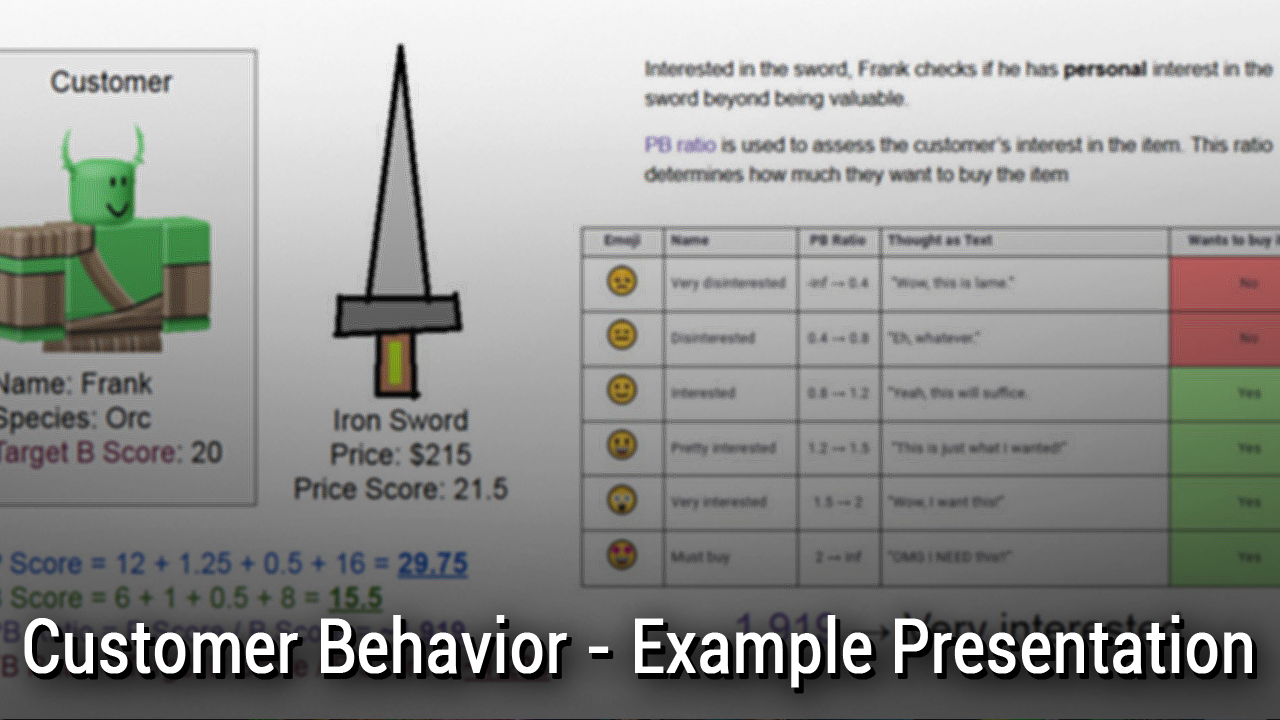 Customer
Name: Frank
Species: Orc
Target B Score: 20
Iron Sword
Price: $215
Price Score: 21.5
Score = 12 + 1.25 + 0.5 + 16 = 29.75
Score = 6 + 1 + 0.5 + 8 = 15.5
Interested in the sword, Frank checks if he has personal interest in the
sword beyond being valuable.
PB ratio is used to assess the customer's interest in the item. This ratio
determines how much they want to buy the item
Emoji Name PB Ratio Thought as Text Wants to buy
Very disinterested -inf → 0.4 "Wow, this is lame." No
Disinterested 0.4 → 0.8 "Eh, whatever." No
Interested 0.8 → 1.2 "Yeah, this will suffice. Yes
Pretty interested 1.2 → 1.5 "This is just what I wanted!" Yes
Very interested 1.5 → 2 "Wow, I want this!" Yes
Must buy 2 → inf "OMG I NEED this!!" Yes
1.919 → Very intereste
Customer Behavior - Example Presentation